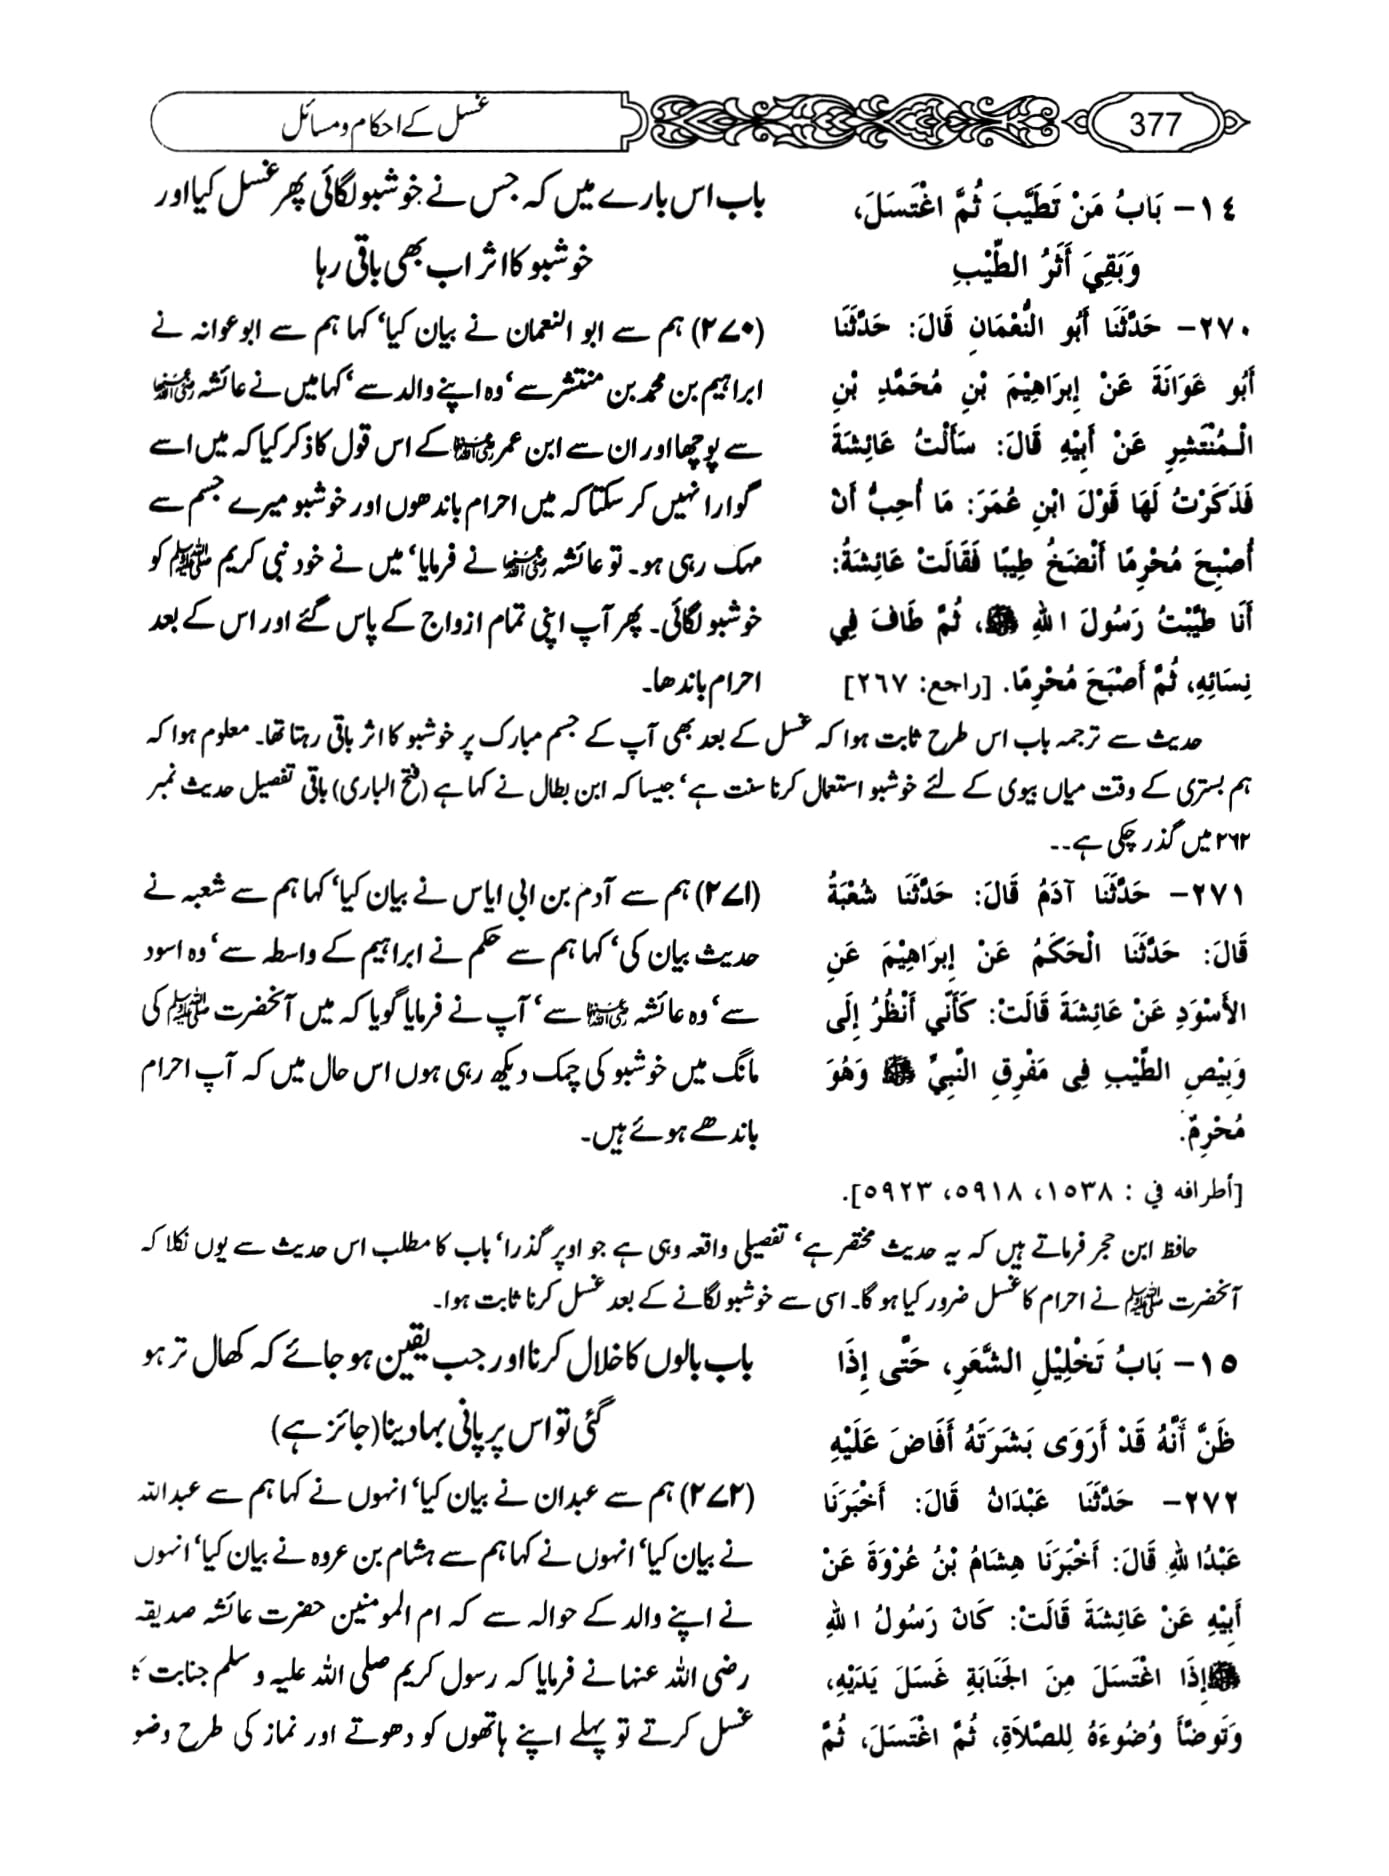 377
غسل کے احکام و مسائل
١٤- بَابُ مَنْ تَطَيَّبَ ثُمَّ اغْتَسَلَ،
وَبَقِيَ أَثَرُ الطِّيْبِ
باب اس بارے میں کہ جس نے خوشبو لگائی پھر غسل کیا اور
خوشبو کا اثر اب بھی باقی رہا
٢٧٠- حَدَّثَنَا أَبُو النُّعْمَانِ قَالَ: حَدَّثَنَا
أَبُو عَوَانَةَ عَنْ إِبرَاهِيْمَ بْنِ مُحَمَّدِ بْنِ
الْـمُنْتَشِرِ عَنْ أَبِيْهِ قَالَ: سَأَلْتُ عَائِشَةَ
فَذَكَرْتُ لَهَا قَوْلَ ابْنِ عُمَرَ: مَا أُحِبُّ أَنْ
أُصْبِحَ مُحْرِمًا أَنْضَخُ طِيبًا فَقَالَتْ عَائِشَةُ:
أَنَا طَيَّبْتُ رَسُولَ اللهِ ﷺ، ثُمَّ طَافَ فِي
نِسَائِهِ، ثُمَّ أَصْبَحَ مُحْرِمًا. [راجع: ٢٦٧]
(۲۷۰) ہم سے ابو النعمان نے بیان کیا‘ کہا ہم سے ابو عوانہ نے
ابراہیم بن محمد بن منتشر سے‘ وہ اپنے والد سے‘ کہا میں نے عائشہ رضی اللہ عنہا
سے پوچھا اور ان سے ابن عمر رضی اللہ عنہما کے اس قول کا ذکر کیا کہ میں اسے
گوارا نہیں کر سکتا کہ میں احرام باندھوں اور خوشبو میرے جسم سے
مہک رہی ہو۔ تو عائشہ رضی اللہ عنہا نے فرمایا‘ میں نے خود نبی کریم ﷺ کو
خوشبو لگائی۔ پھر آپ اپنی تمام ازواج کے پاس گئے اور اس کے بعد
احرام باندھا۔
حدیث سے ترجمہ باب اس طرح ثابت ہوا کہ غسل کے بعد بھی آپ کے جسم مبارک پر خوشبو کا اثر باقی رہتا تھا۔ معلوم ہوا کہ
ہم بستری کے وقت میاں بیوی کے لئے خوشبو استعمال کرنا سنت ہے‘ جیسا کہ ابن بطال نے کہا ہے (فتح الباری) باقی تفصیل حدیث نمبر
۲۶۲ میں گذر چکی ہے۔۔
٢٧١- حَدَّثَنَا آدَمُ قَالَ: حَدَّثَنَا شُعْبَةُ
قَالَ: حَدَّثَنَا الْحَكَمُ عَنْ إِبرَاهِيْمَ عَنِ
الأَسْوَدِ عَنْ عَائِشَةَ قَالَتْ: كَأَنِّي أَنْظُرُ إِلَى
وَبِيْصِ الطِّيْبِ فِى مَفْرِقِ النَّبِيِّ ﷺ وَهُوَ
مُحْرِمٌ.
[أطرافه في : ١٥٣٨، ٥٩١٨، ٥٩٢٣].
(۲۷۱) ہم سے آدم بن ابی ایاس نے بیان کیا‘ کہا ہم سے شعبہ نے
حدیث بیان کی‘ کہا ہم سے حکم نے ابراہیم کے واسطہ سے‘ وہ اسود
سے‘ وہ عائشہ رضی اللہ عنہا سے‘ آپ نے فرمایا گویا کہ میں آنحضرت ﷺ کی
مانگ میں خوشبو کی چمک دیکھ رہی ہوں اس حال میں کہ آپ احرام
باندھے ہوئے ہیں۔
حافظ ابن حجر فرماتے ہیں کہ یہ حدیث مختصر ہے‘ تفصیلی واقعہ وہی ہے جو اوپر گذرا‘ باب کا مطلب اس حدیث سے یوں نکلا کہ
آنحضرت ﷺ نے احرام کا غسل ضرور کیا ہو گا۔ اسی سے خوشبو لگانے کے بعد غسل کرنا ثابت ہوا۔
١٥- بَابُ تَخْلِيْلِ الشَّعَرِ، حَتَّى إِذَا
ظَنَّ أَنَّهُ قَدْ أَرَوَى بَشَرَتَهُ أَفَاضَ عَلَيْهِ
باب بالوں کا خلال کرنا اور جب یقین ہو جائے کہ کھال تر ہو
گئی تو اس پر پانی بہا دینا (جائز ہے)
٢٧٢- حَدَّثَنَا عَبْدَانُ قَالَ: أَخْبَرَنَا
عَبْدُ اللهِ قَالَ: أَخْبَرَنَا هِشَامُ بْنُ عُرْوَةَ عَنْ
أَبِيْهِ عَنْ عَائِشَةَ قَالَتْ: كَانَ رَسُولُ اللهِ
ﷺ إِذَا اغْتَسَلَ مِنَ الجَنَابَةِ غَسَلَ يَدَيْهِ،
وَتَوضَّأَ وُضُوءَهُ لِلصَّلاَةِ، ثُمَّ اغْتَسَلَ، ثُمَّ
(۲۷۲) ہم سے عبدان نے بیان کیا‘ انہوں نے کہا ہم سے عبداللہ
نے بیان کیا‘ انہوں نے کہا ہم سے ہشام بن عروہ نے بیان کیا‘ انہوں
نے اپنے والد کے حوالہ سے کہ ام المومنین حضرت عائشہ صدیقہ
رضی اللہ عنہا نے فرمایا کہ رسول کریم صلی اللہ علیہ و سلم جنابت
غسل کرتے تو پہلے اپنے ہاتھوں کو دھوتے اور نماز کی طرح وضو